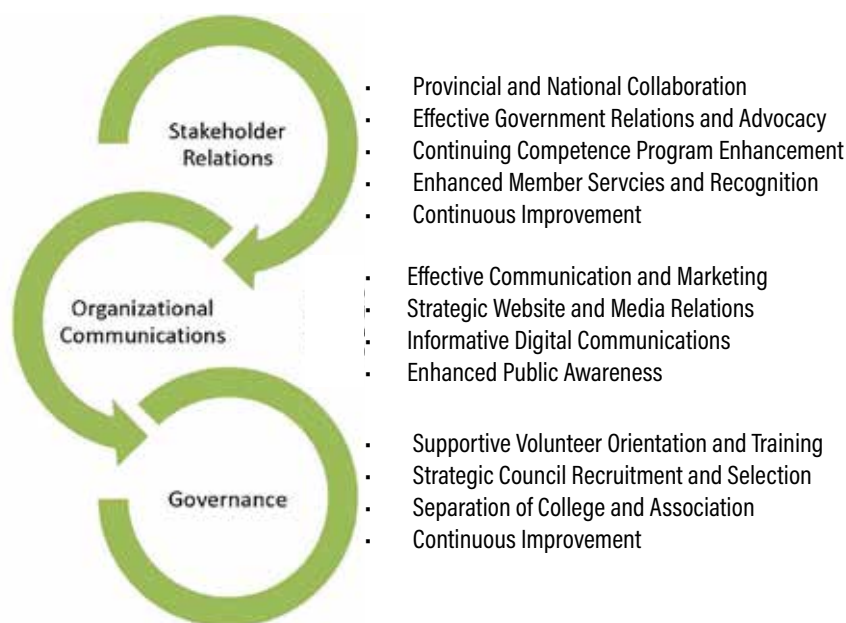 Stakeholder
Relations
· Provincial and National Collaboration
· Effective Government Relations and Advocacy
· Continuing Competence Program Enhancement
· Enhanced Member Servcies and Recognition
· Continuous Improvement
Organizational
Communications
· Effective Communication and Marketing
· Strategic Website and Media Relations
· Informative Digital Communications
· Enhanced Public Awareness
Governance
· Supportive Volunteer Orientation and Training
· Strategic Council Recruitment and Selection
· Separation of College and Association
· Continuous Improvement